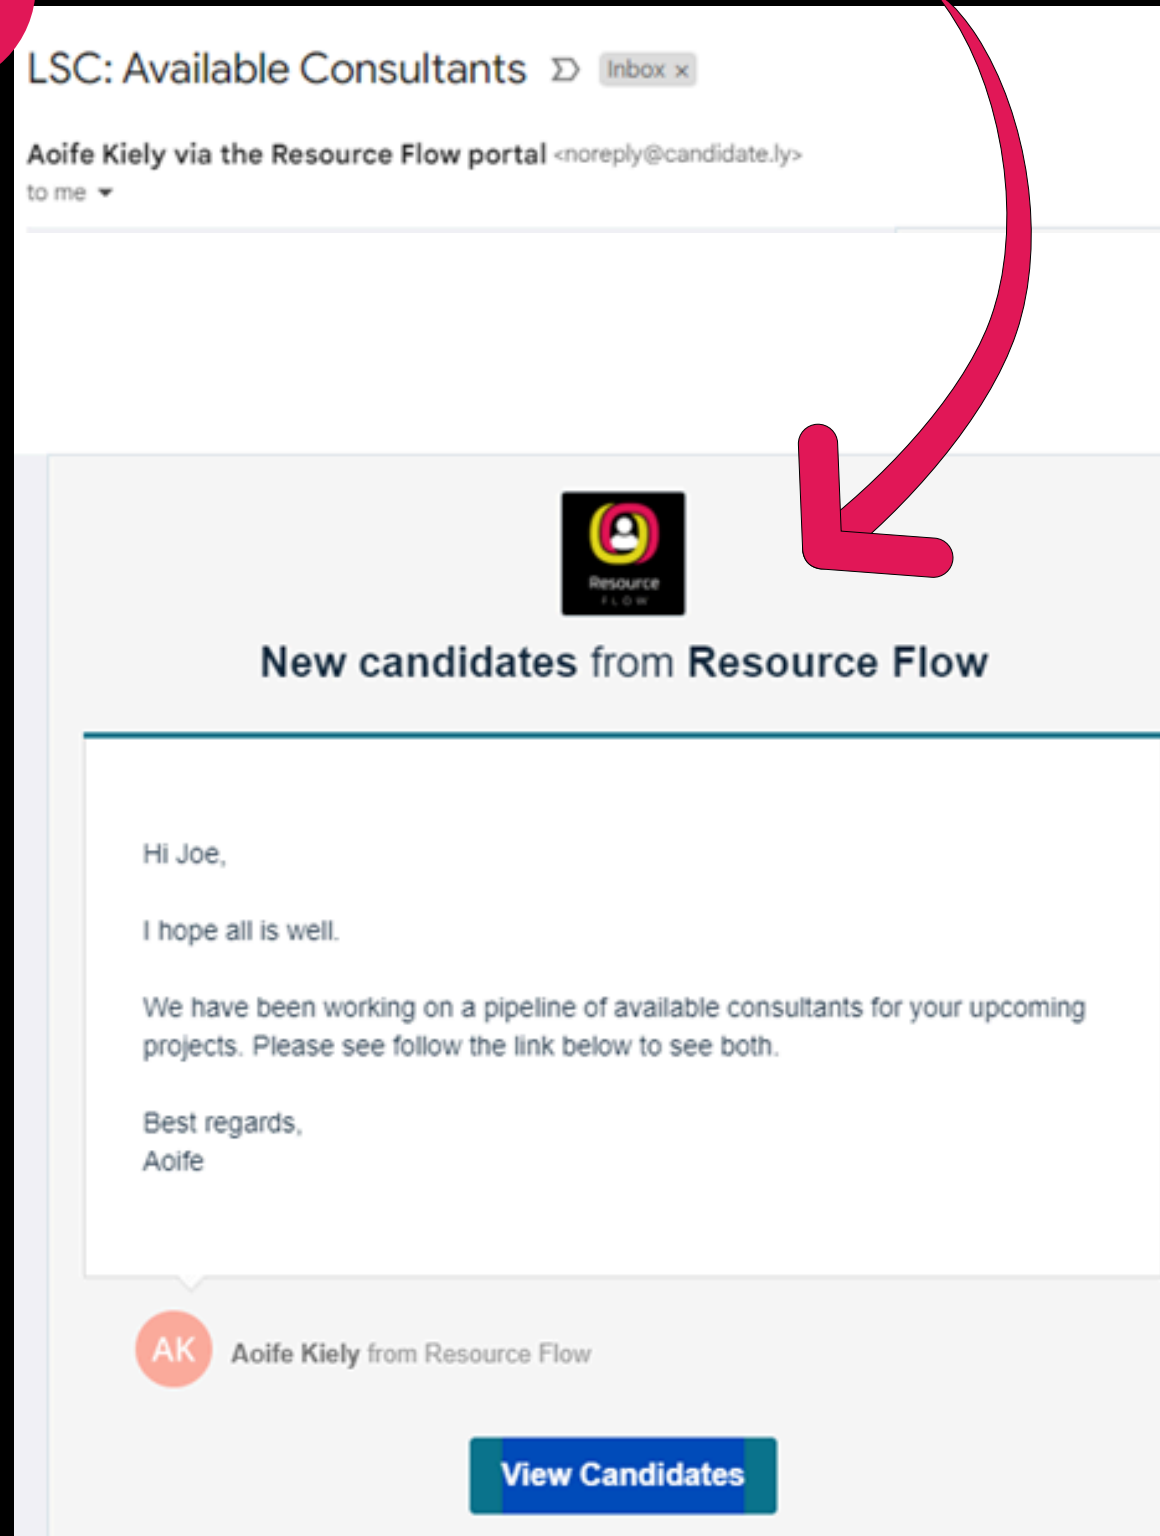 LSC: Available Consultants Inbox x
Aoife Kiely via the Resource Flow portal <noreply@candidate.ly>
to me
Resource
FLOW
New candidates from Resource Flow
Hi Joe,
I hope all is well.
We have been working on a pipeline of available consultants for your upcoming
projects. Please see follow the link below to see both.
Best regards,
Aoife
AK Aoife Kiely from Resource Flow
View Candidates